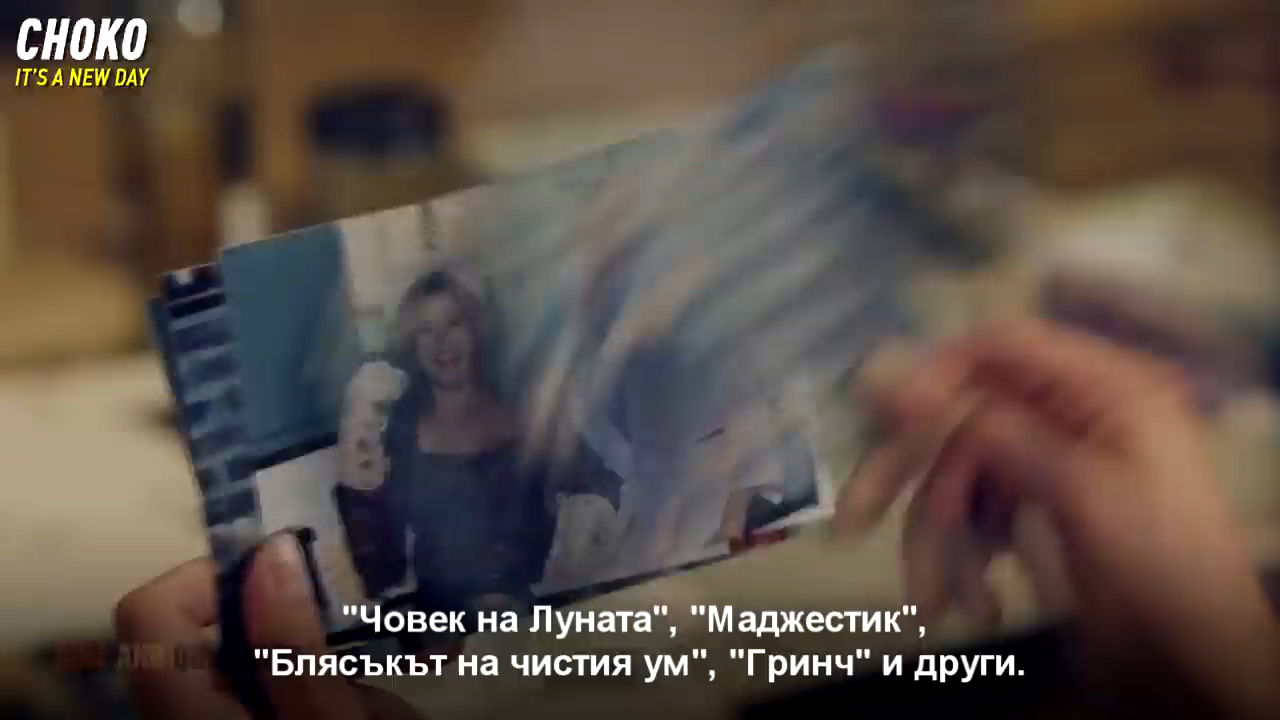 CHOKO
IT'S A NEW DAY
"Човек на Луната", "Маджестик",
"Блясъкът на чистия ум", "Гринч" и други.